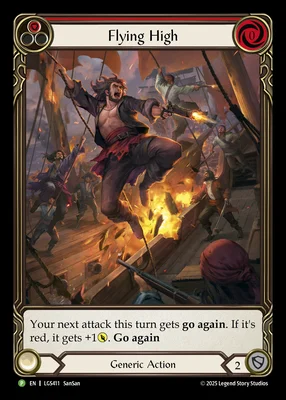 Flying High
Your next attack this turn gets go again. If it's
red, it gets +1. Go again
Generic Action
2
P EN | LGS411 SanSan
© 2025 Legend Story Studios